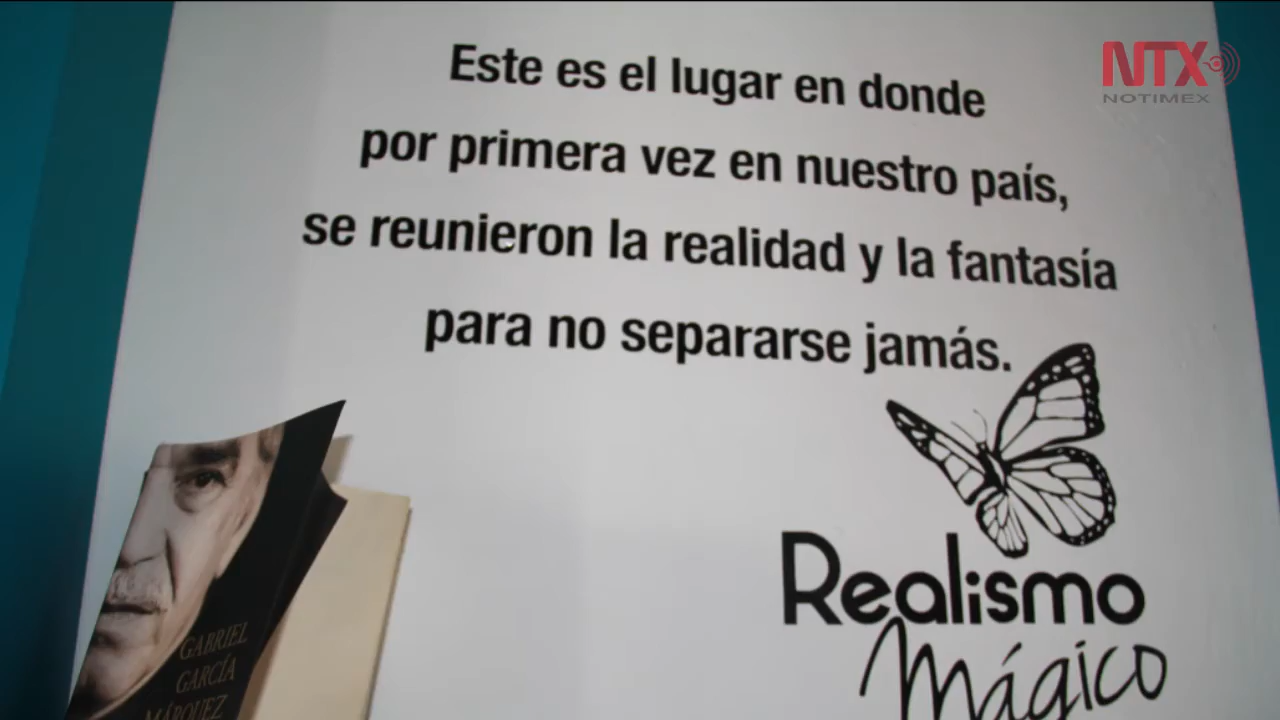 NTX
NOTIMEX
Este es el lugar en donde
por primera vez en nuestro país,
se reunieron la realidad y la fantasía
para no separarse jamás.
Realismo
Mágico
GABRIEL
GARCÍA
MÁRQUEZ